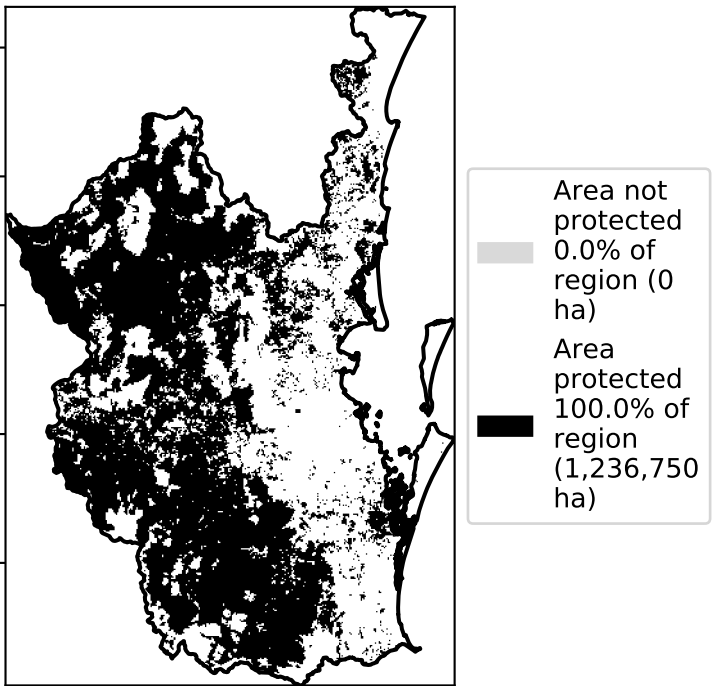 Area not
protected
0.0% of
region (0
ha)
Area
protected
100.0% of
region
(1,236,750
ha)